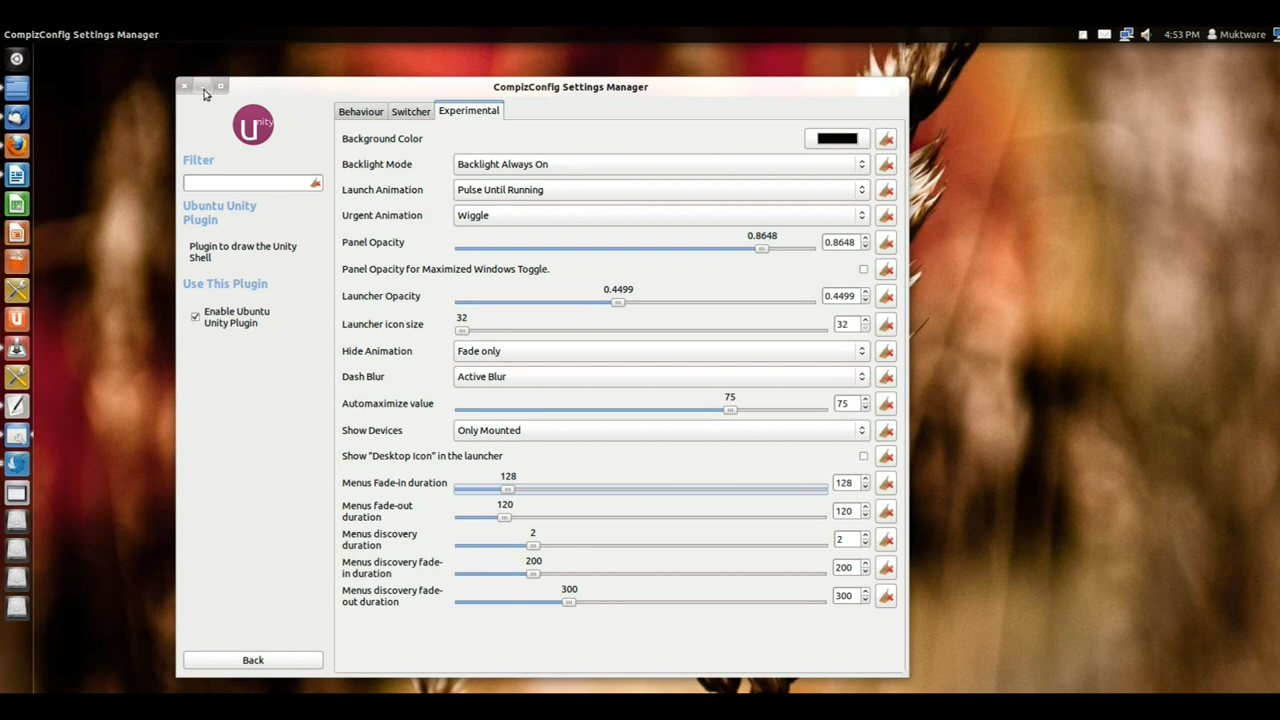 CompizConfig Settings Manager
4:53 PM Muktware
CompizConfig Settings Manager
Unity
Filter
Ubuntu Unity
Plugin
Plugin to draw the Unity
Shell
Use This Plugin
Enable Ubuntu
Unity Plugin
Back
Behaviour Switcher Experimental
Background Color
Backlight Mode Backlight Always On
Launch Animation Pulse Until Running
Urgent Animation Wiggle
0.8648
Panel Opacity 0.8648
Panel Opacity for Maximized Windows Toggle.
0.4499
Launcher Opacity 0.4499
32
Launcher icon size 32
Hide Animation Fade only
Dash Blur Active Blur
75
Automaximize value 75
Show Devices Only Mounted
Show "Desktop Icon" in the launcher
128
Menus Fade-in duration 128
120
Menus fade-out
duration 120
2
Menus discovery
duration 2
200
Menus discovery fade-
in duration 200
300
Menus discovery fade-
out duration 300